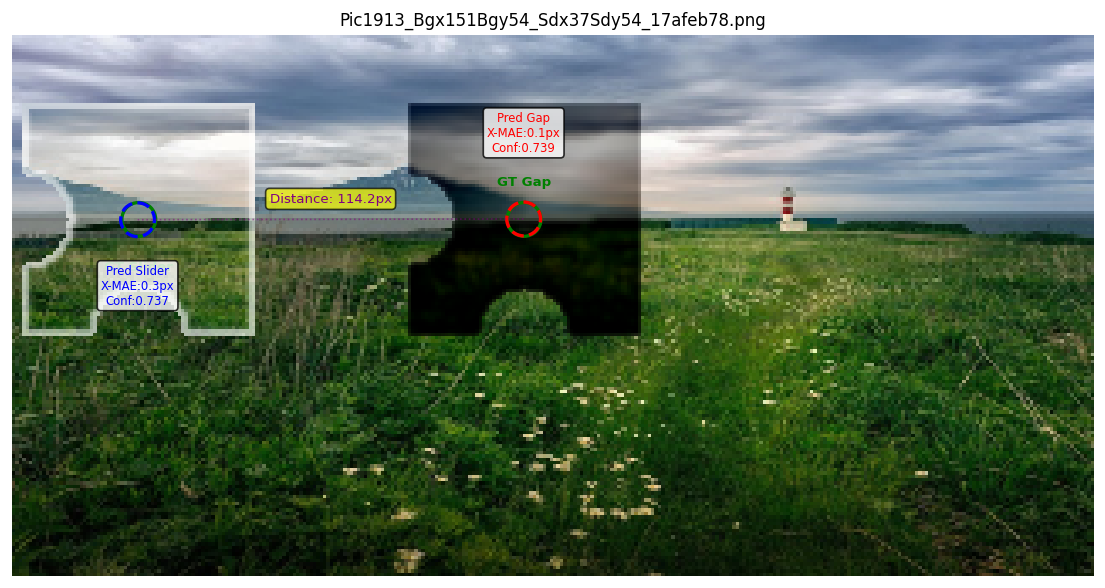 Pic1913_Bgx151Bgy54_Sdx37Sdy54_17afeb78.png
Pred Gap
X-MAE:0.1px
Conf:0.739
GT Gap
Distance: 114.2px
Pred Slider
X-MAE:0.3px
Conf:0.737